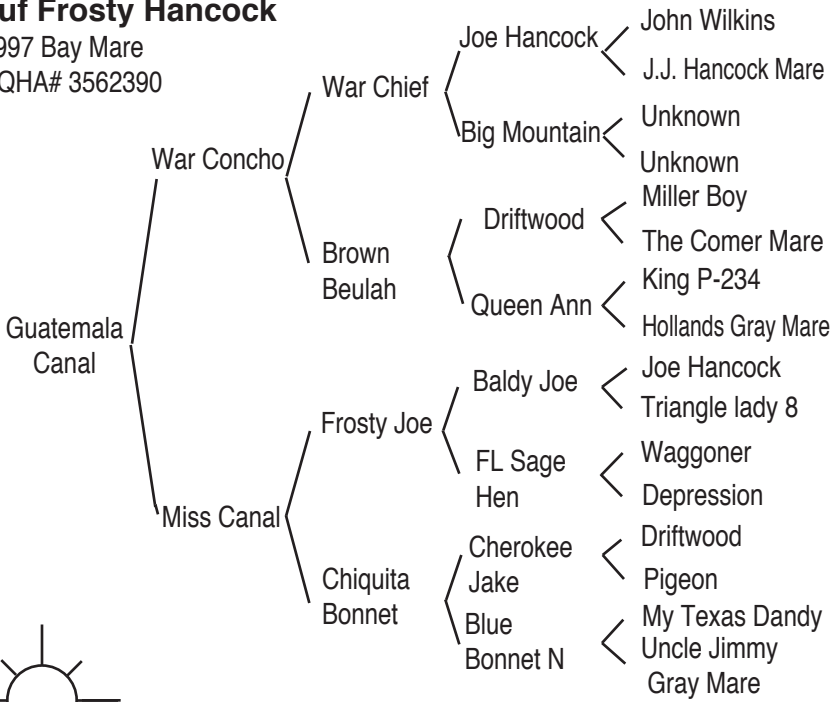 uf Frosty Hancock
997 Bay Mare
QHA# 3562390
Guatemala
Canal
War Concho
Miss Canal
War Chief
Brown
Beulah
Frosty Joe
Chiquita
Bonnet
Joe Hancock
Big Mountain
Driftwood
Queen Ann
Baldy Joe
FL Sage
Hen
Cherokee
Jake
Blue
Bonnet N
John Wilkins
J.J. Hancock Mare
Unknown
Unknown
Miller Boy
The Comer Mare
King P-234
Hollands Gray Mare
Joe Hancock
Triangle lady 8
Waggoner
Depression
Driftwood
Pigeon
My Texas Dandy
Uncle Jimmy
Gray Mare